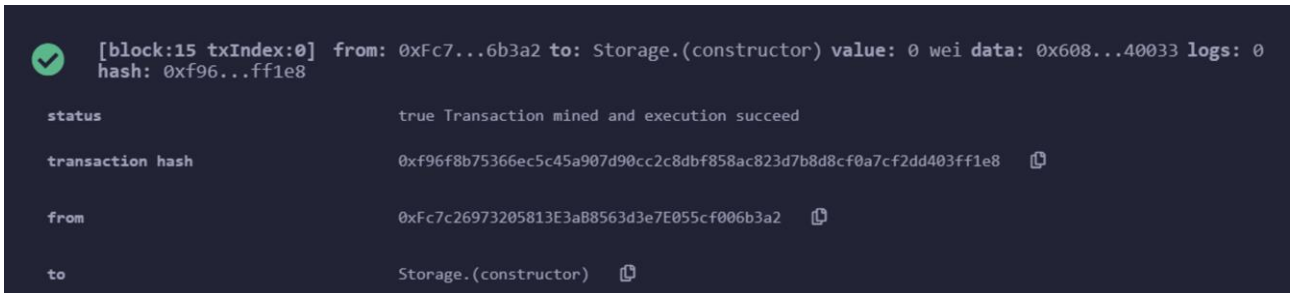 [block:15 txIndex:0] from: 0xFc7...6b3a2 to: Storage.(constructor) value: 0 wei data: 0x608...40033 logs: 0
hash: 0xf96...ff1e8
status true Transaction mined and execution succeed
transaction hash 0xf96f8b75366ec5c45a907d90cc2c8dbf858ac823d7b8d8cf0a7cf2dd403ff1e8
from 0xFc7c26973205813E3aB8563d3e7E055cf006b3a2
to Storage.(constructor)